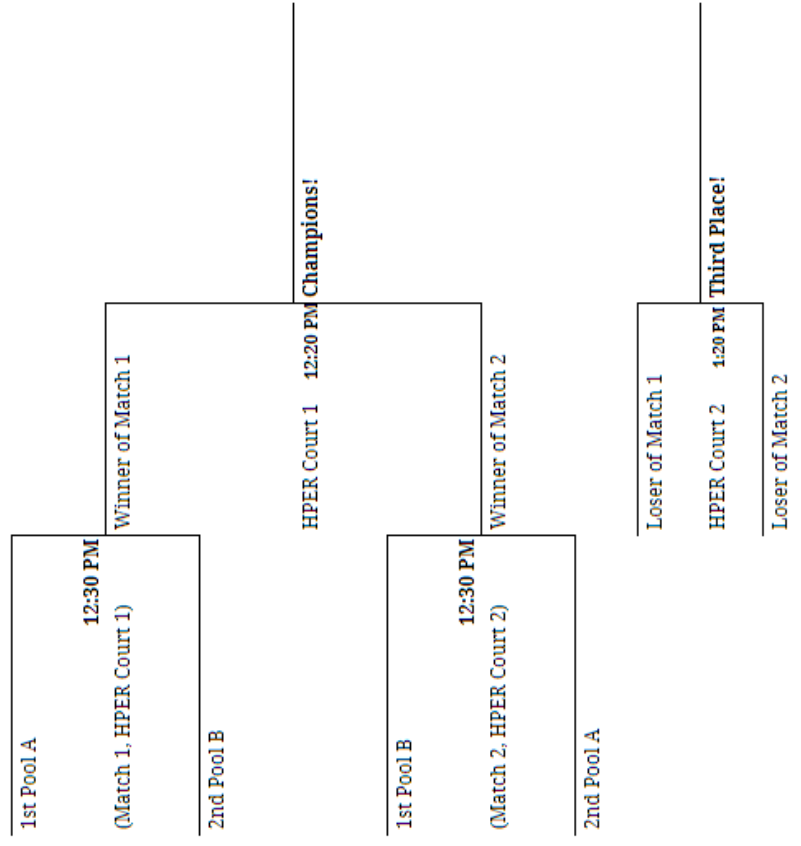 1st Pool A
12:30 PM
(Match 1, HPER Court 1)
Winner of Match 1
2nd Pool B
HPER Court 1 12:20 PM Champions!
1st Pool B
12:30 PM
(Match 2, HPER Court 2)
Winner of Match 2
2nd Pool A
Loser of Match 1
HPER Court 2 1:20 PM Third Place!
Loser of Match 2